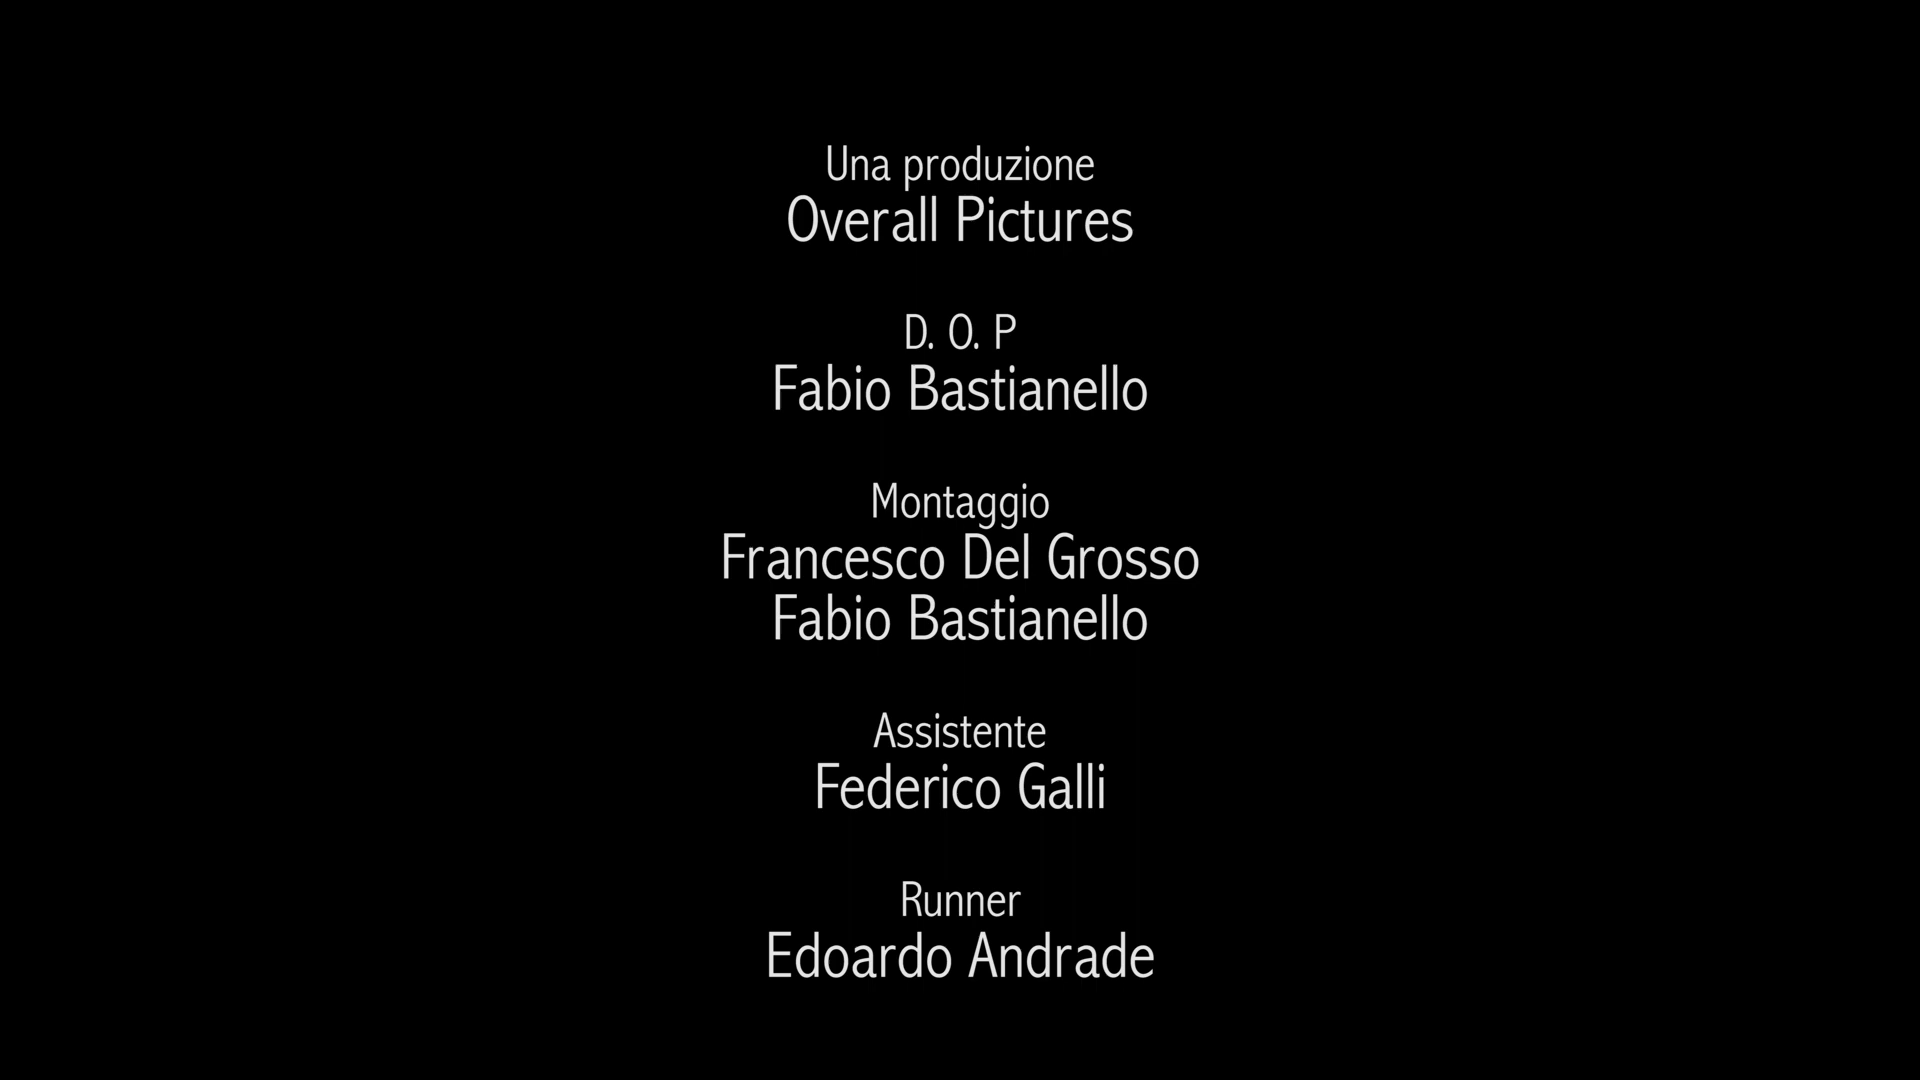 Una produzione
Overall Pictures
D. O. P
Fabio Bastianello
Montaggio
Francesco Del Grosso
Fabio Bastianello
Assistente
Federico Galli
Runner
Edoardo Andrade